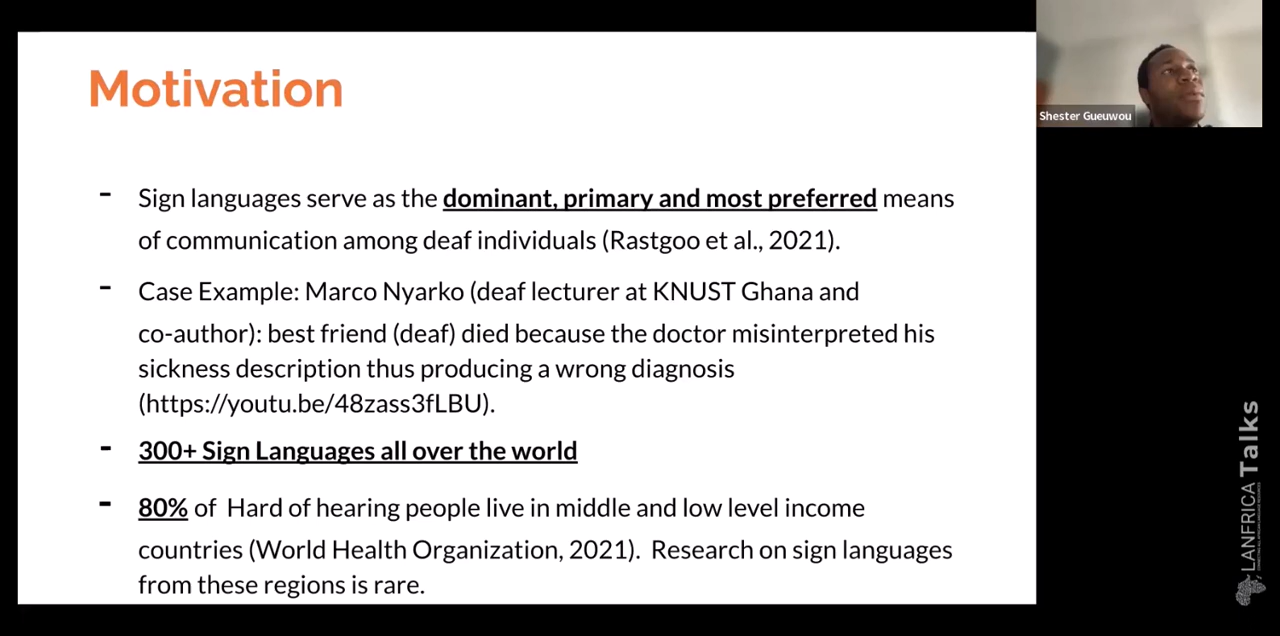 Motivation
- Sign languages serve as the dominant, primary and most preferred means
of communication among deaf individuals (Rastgoo et al., 2021).
- Case Example: Marco Nyarko (deaf lecturer at KNUST Ghana and
co-author): best friend (deaf) died because the doctor misinterpreted his
sickness description thus producing a wrong diagnosis
(https://youtu.be/48zass3fLBU).
- 300+ Sign Languages all over the world
- 80% of Hard of hearing people live in middle and low level income
countries (World Health Organization, 2021). Research on sign languages
from these regions is rare.
Shester Gueuwou
LANFRICA Talks